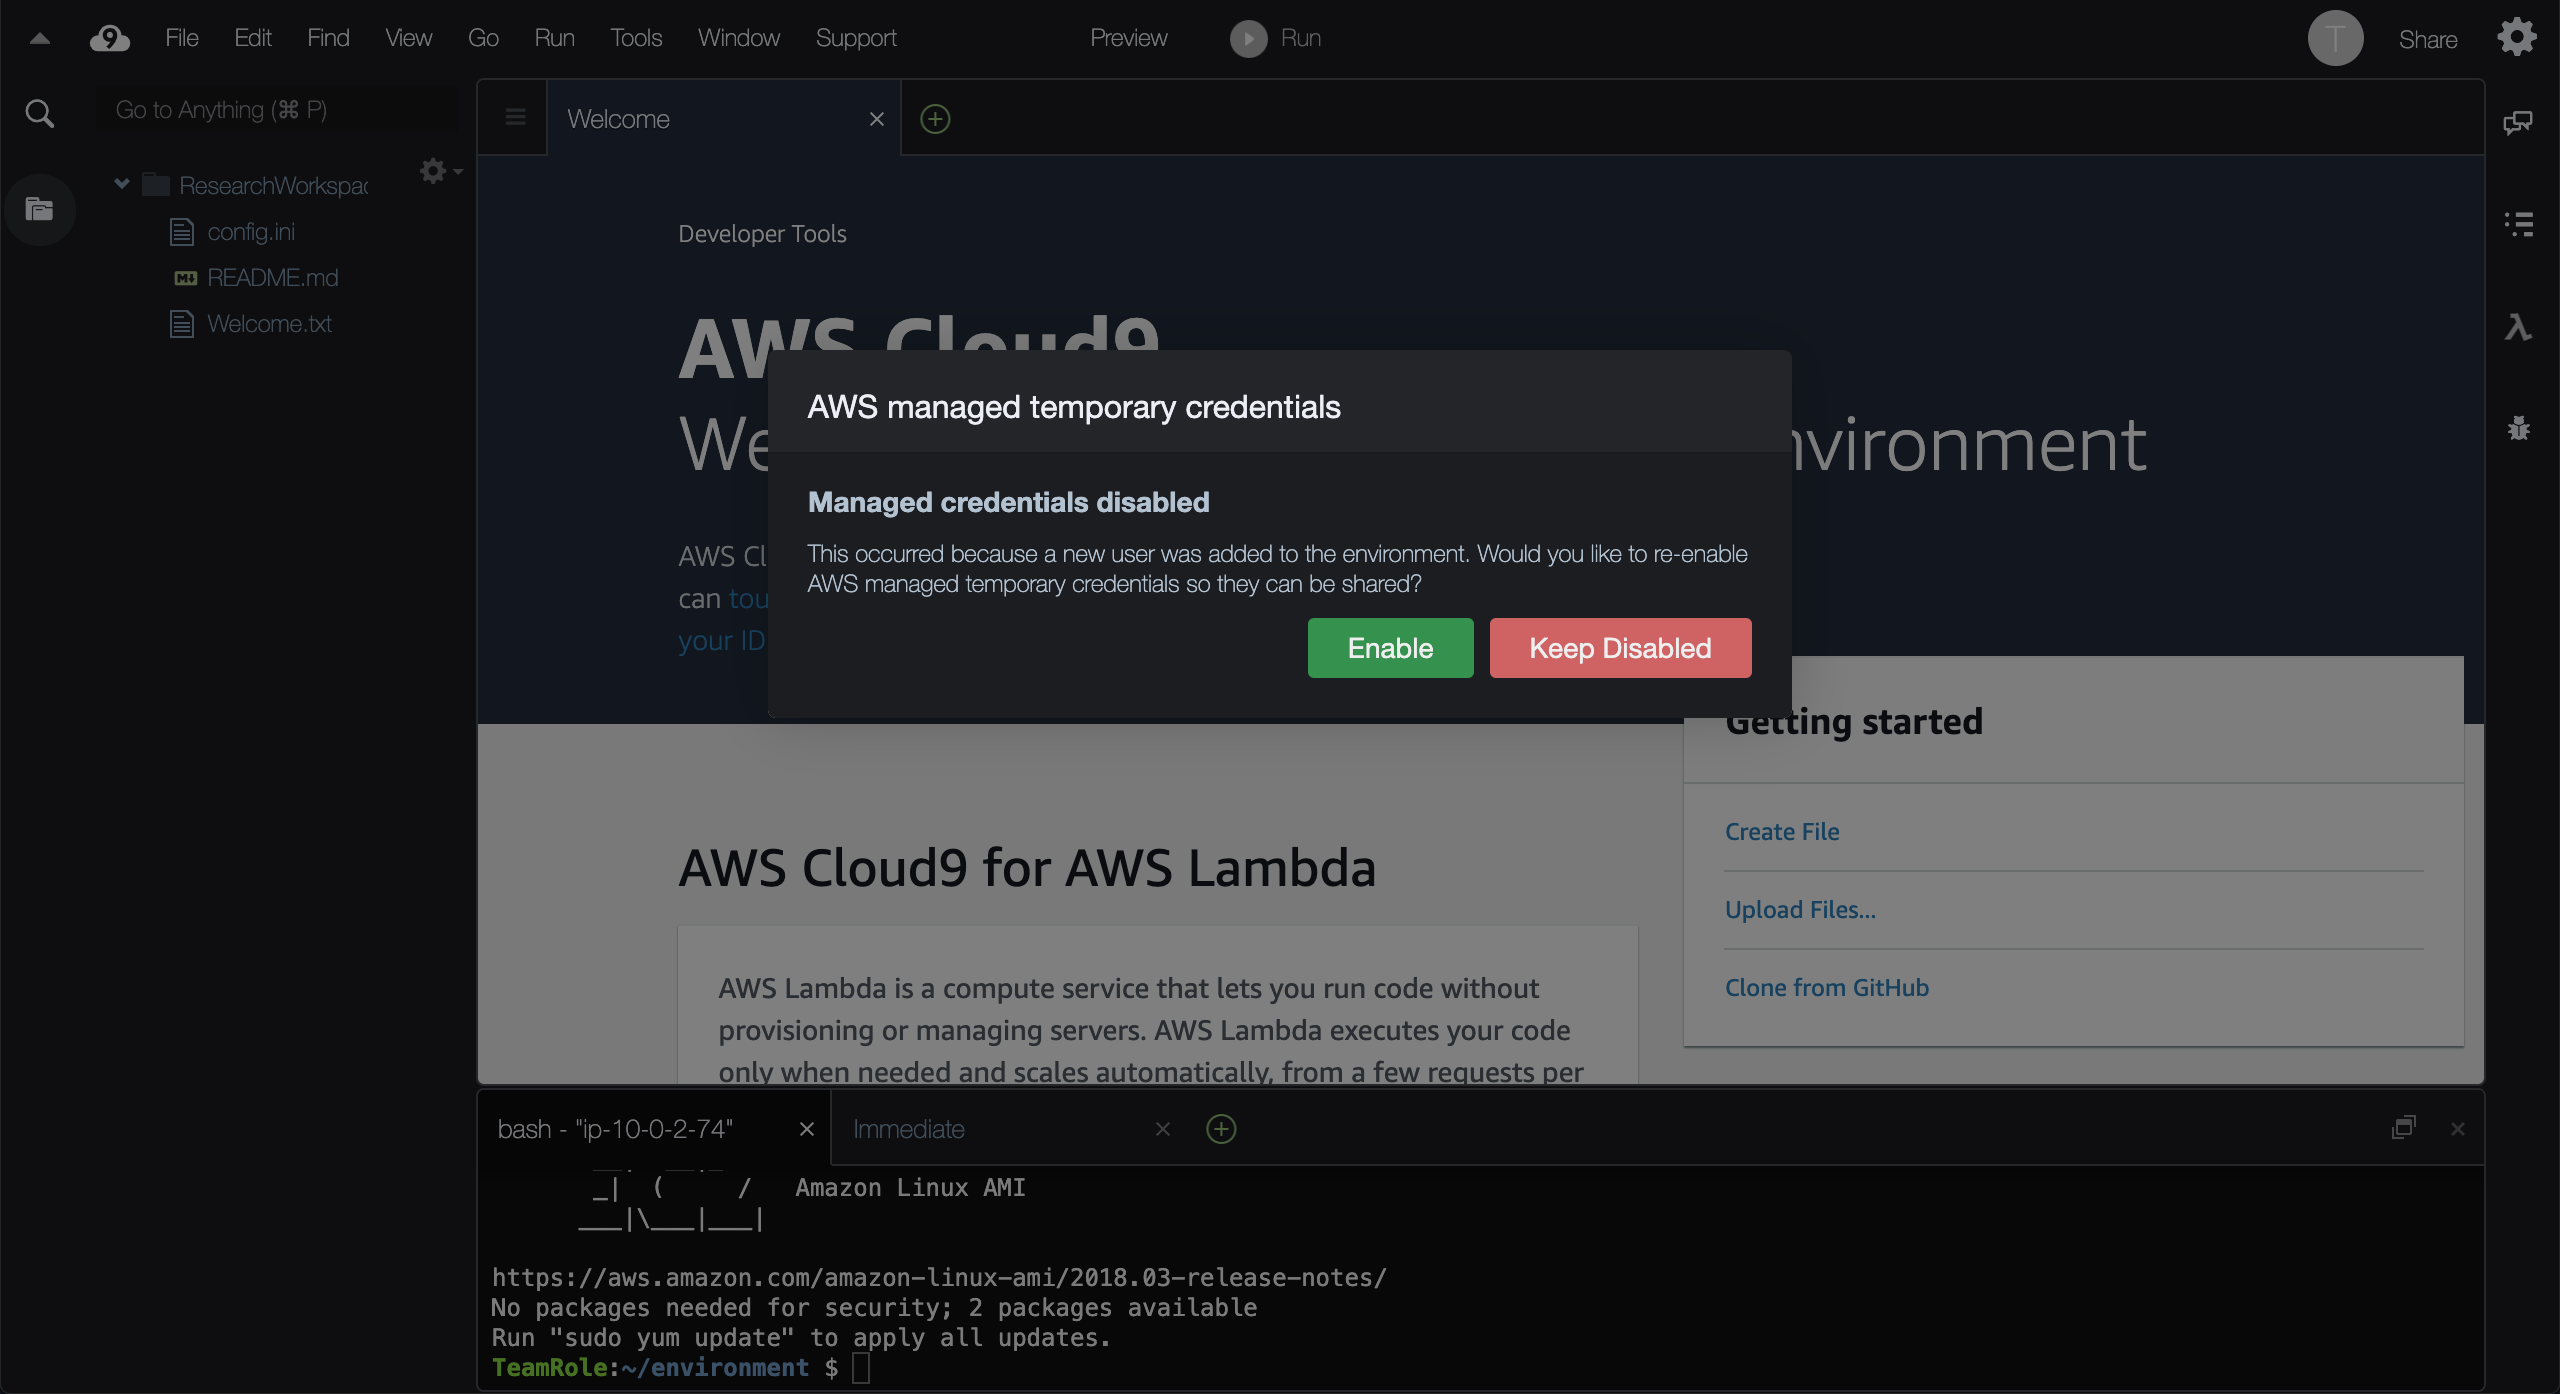 File Edit Find View Go Run Tools Window Support Preview Run T Share
Go to Anything (⌘ P)
ResearchWorkspac
config.ini
README.md
Welcome.txt
Welcome
Developer Tools
AWS Cloud9
We
nvironment
AWS Cl
can tou
your ID
AWS managed temporary credentials
Managed credentials disabled
This occurred because a new user was added to the environment. Would you like to re-enable
AWS managed temporary credentials so they can be shared?
Enable Keep Disabled
Getting started
Create File
Upload Files...
Clone from GitHub
AWS Cloud9 for AWS Lambda
AWS Lambda is a compute service that lets you run code without
provisioning or managing servers. AWS Lambda executes your code
only when needed and scales automatically, from a few requests per
bash - "ip-10-0-2-74" Immediate
_|  (     /   Amazon Linux AMI
___|\___|___|
https://aws.amazon.com/amazon-linux-ami/2018.03-release-notes/
No packages needed for security; 2 packages available
Run "sudo yum update" to apply all updates.
TeamRole:~/environment $